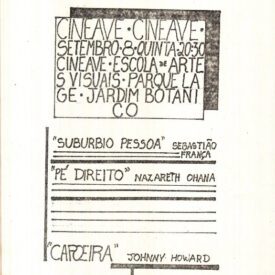 CINEAVE · CINEAVE ·
SETEMBRO · 8 · QUINTA · 20:30
CINEAVE · ESCOLA DE ARTE
S VISUAIS · PARQUE LA
GE · JARDIM BOTANI
CO
"SUBURBIO PESSOA" SEBASTIÃO
FRANÇA
"PÉ DIREITO" NAZARETH OHANA
"CAPOEIRA" JOHNNY HOWARD